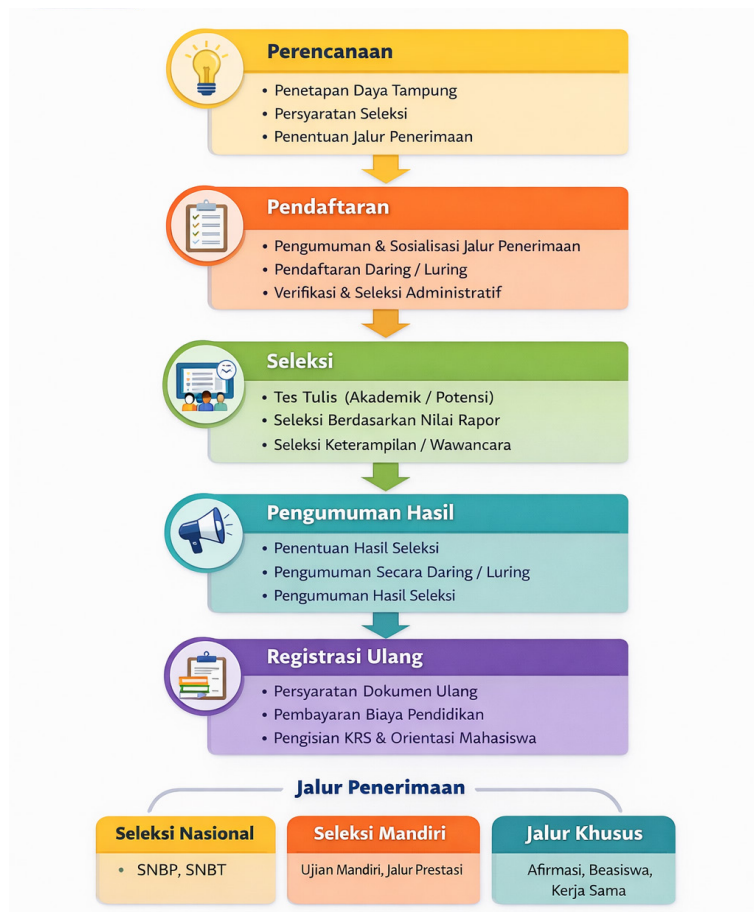 Perencanaan
• Penetapan Daya Tampung
• Persyaratan Seleksi
• Penentuan Jalur Penerimaan
Pendaftaran
• Pengumuman & Sosialisasi Jalur Penerimaan
• Pendaftaran Daring / Luring
• Verifikasi & Seleksi Administratif
Seleksi
• Tes Tulis (Akademik / Potensi)
• Seleksi Berdasarkan Nilai Rapor
• Seleksi Keterampilan / Wawancara
Pengumuman Hasil
• Penentuan Hasil Seleksi
• Pengumuman Secara Daring / Luring
• Pengumuman Hasil Seleksi
Registrasi Ulang
• Persyaratan Dokumen Ulang
• Pembayaran Biaya Pendidikan
• Pengisian KRS & Orientasi Mahasiswa
Jalur Penerimaan
Seleksi Nasional
• SNBP, SNBT
Seleksi Mandiri
Ujian Mandiri, Jalur Prestasi
Jalur Khusus
Afirmasi, Beasiswa,
Kerja Sama